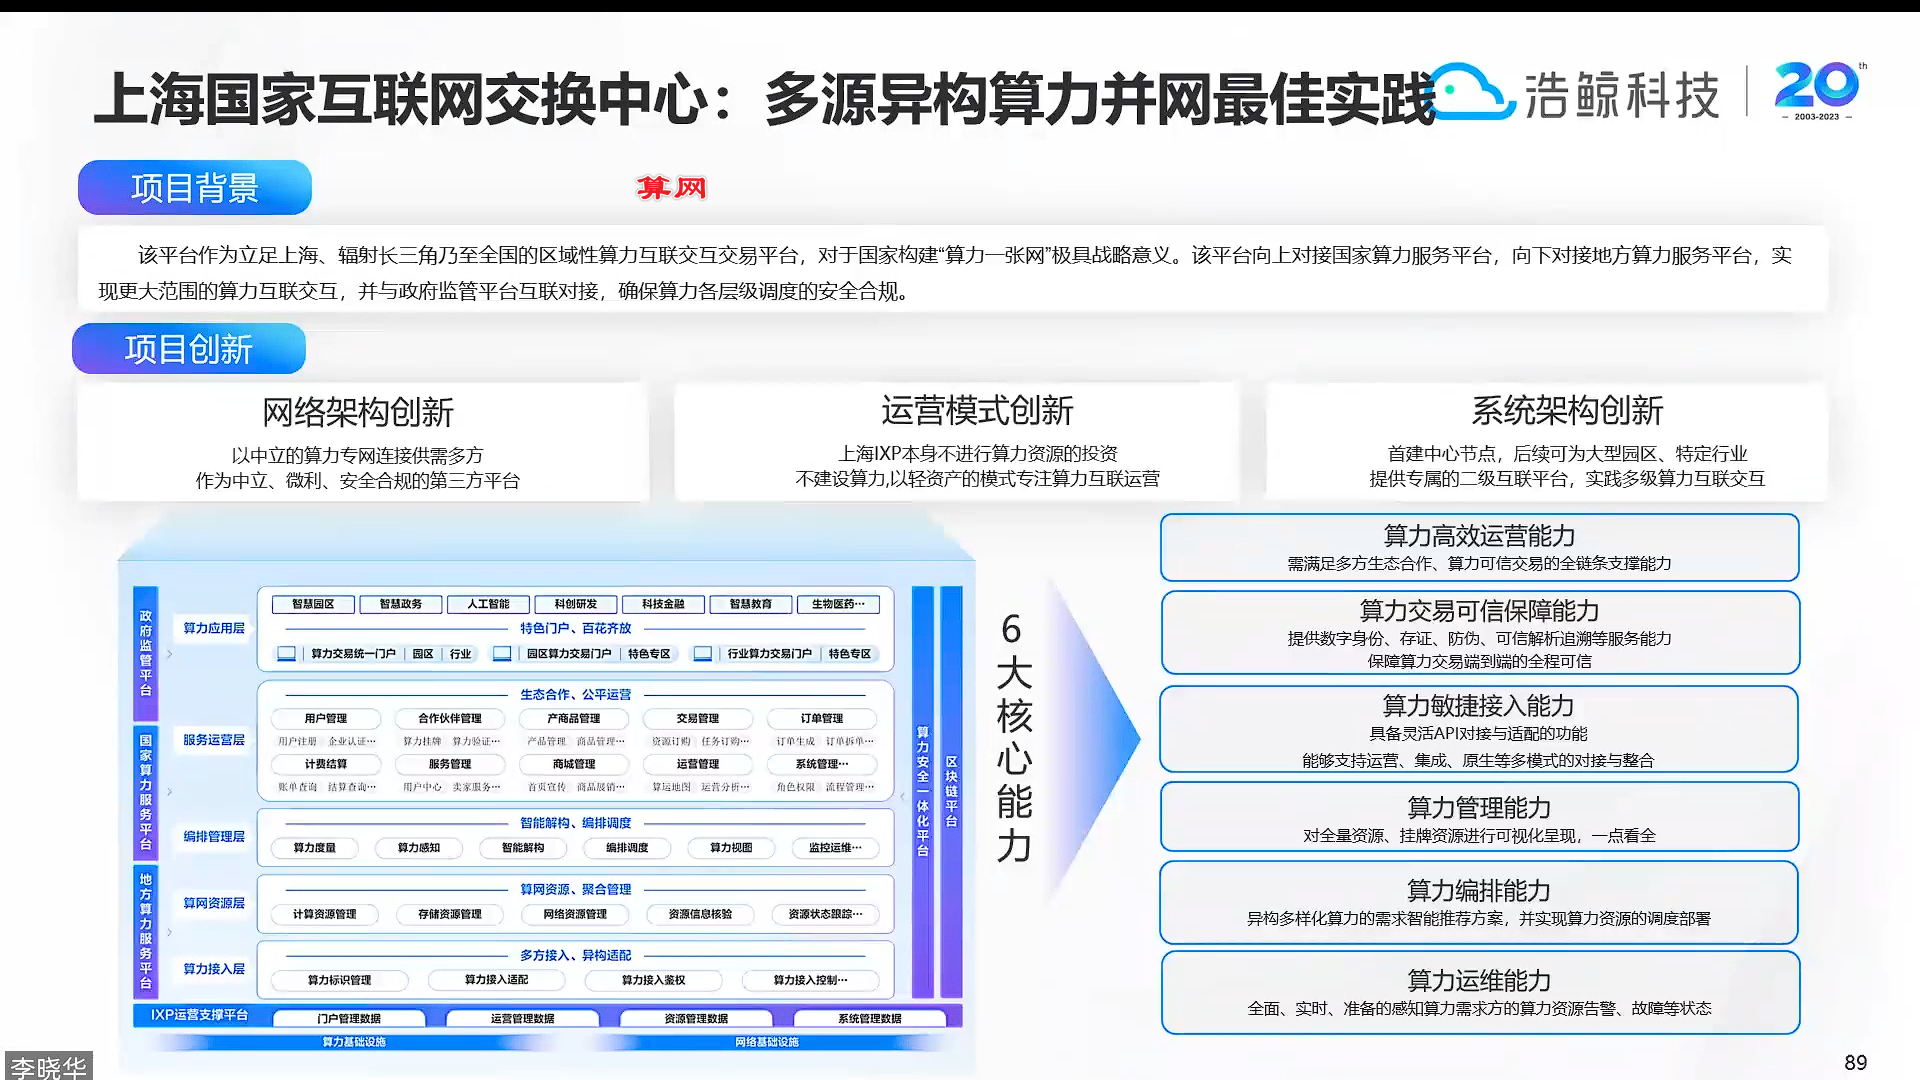 上海国家互联网交换中心：多源异构算力并网最佳实践
浩鲸科技
20th
2003-2023
项目背景
算网
该平台作为立足上海、辐射长三角乃至全国的区域性算力互联交互交易平台，对于国家构建“算力一张网”极具战略意义。该平台向上对接国家算力服务平台，向下对接地方算力服务平台，实
现更大范围的算力互联交互，并与政府监管平台互联对接，确保算力各层级调度的安全合规。
项目创新
网络架构创新
以中立的算力专网连接供需多方
作为中立、微利、安全合规的第三方平台
运营模式创新
上海IXP本身不进行算力资源的投资
不建设算力,以轻资产的模式专注算力互联运营
系统架构创新
首建中心节点，后续可为大型园区、特定行业
提供专属的二级互联平台，实践多级算力互联交互
政府监管平台
国家算力服务平台
地方算力服务平台
算力应用层
智慧园区 智慧政务 人工智能 科创研发 科技金融 智慧教育 生物医药···
特色门户、百花齐放
算力交易统一门户 园区 行业 园区算力交易门户 特色专区 行业算力交易门户 特色专区
服务运营层
生态合作、公平运营
用户管理 合作伙伴管理 产商品管理 交易管理 订单管理
用户注册 企业认证··· 算力挂牌 算力验证··· 产品管理 商品管理··· 资源订购 任务订购··· 订单生成 订单拆单···
计费结算 服务管理 商城管理 运营管理 系统管理···
账单查询 结算查询··· 用户中心 卖家服务··· 首页宣传 商品展销··· 算运地图 运营分析··· 角色权限 流程管理···
编排管理层
智能解构、编排调度
算力度量 算力感知 智能解构 编排调度 算力视图 监控运维···
算网资源层
算网资源、聚合管理
计算资源管理 存储资源管理 网络资源管理 资源信息核验 资源状态跟踪···
算力接入层
多方接入、异构适配
算力标识管理 算力接入适配 算力接入鉴权 算力接入控制···
算力安全一体化平台
区块链平台
IXP运营支撑平台 门户管理数据 运营管理数据 资源管理数据 系统管理数据
算力基础设施 网络基础设施
6大核心能力
算力高效运营能力
需满足多方生态合作、算力可信交易的全链条支撑能力
算力交易可信保障能力
提供数字身份、存证、防伪、可信解析追溯等服务能力
保障算力交易端到端的全程可信
算力敏捷接入能力
具备灵活API对接与适配的功能
能够支持运营、集成、原生等多模式的对接与整合
算力管理能力
对全量资源、挂牌资源进行可视化呈现，一点看全
算力编排能力
异构多样化算力的需求智能推荐方案，并实现算力资源的调度部署
算力运维能力
全面、实时、准备的感知算力需求方的算力资源告警、故障等状态
李晓华
89